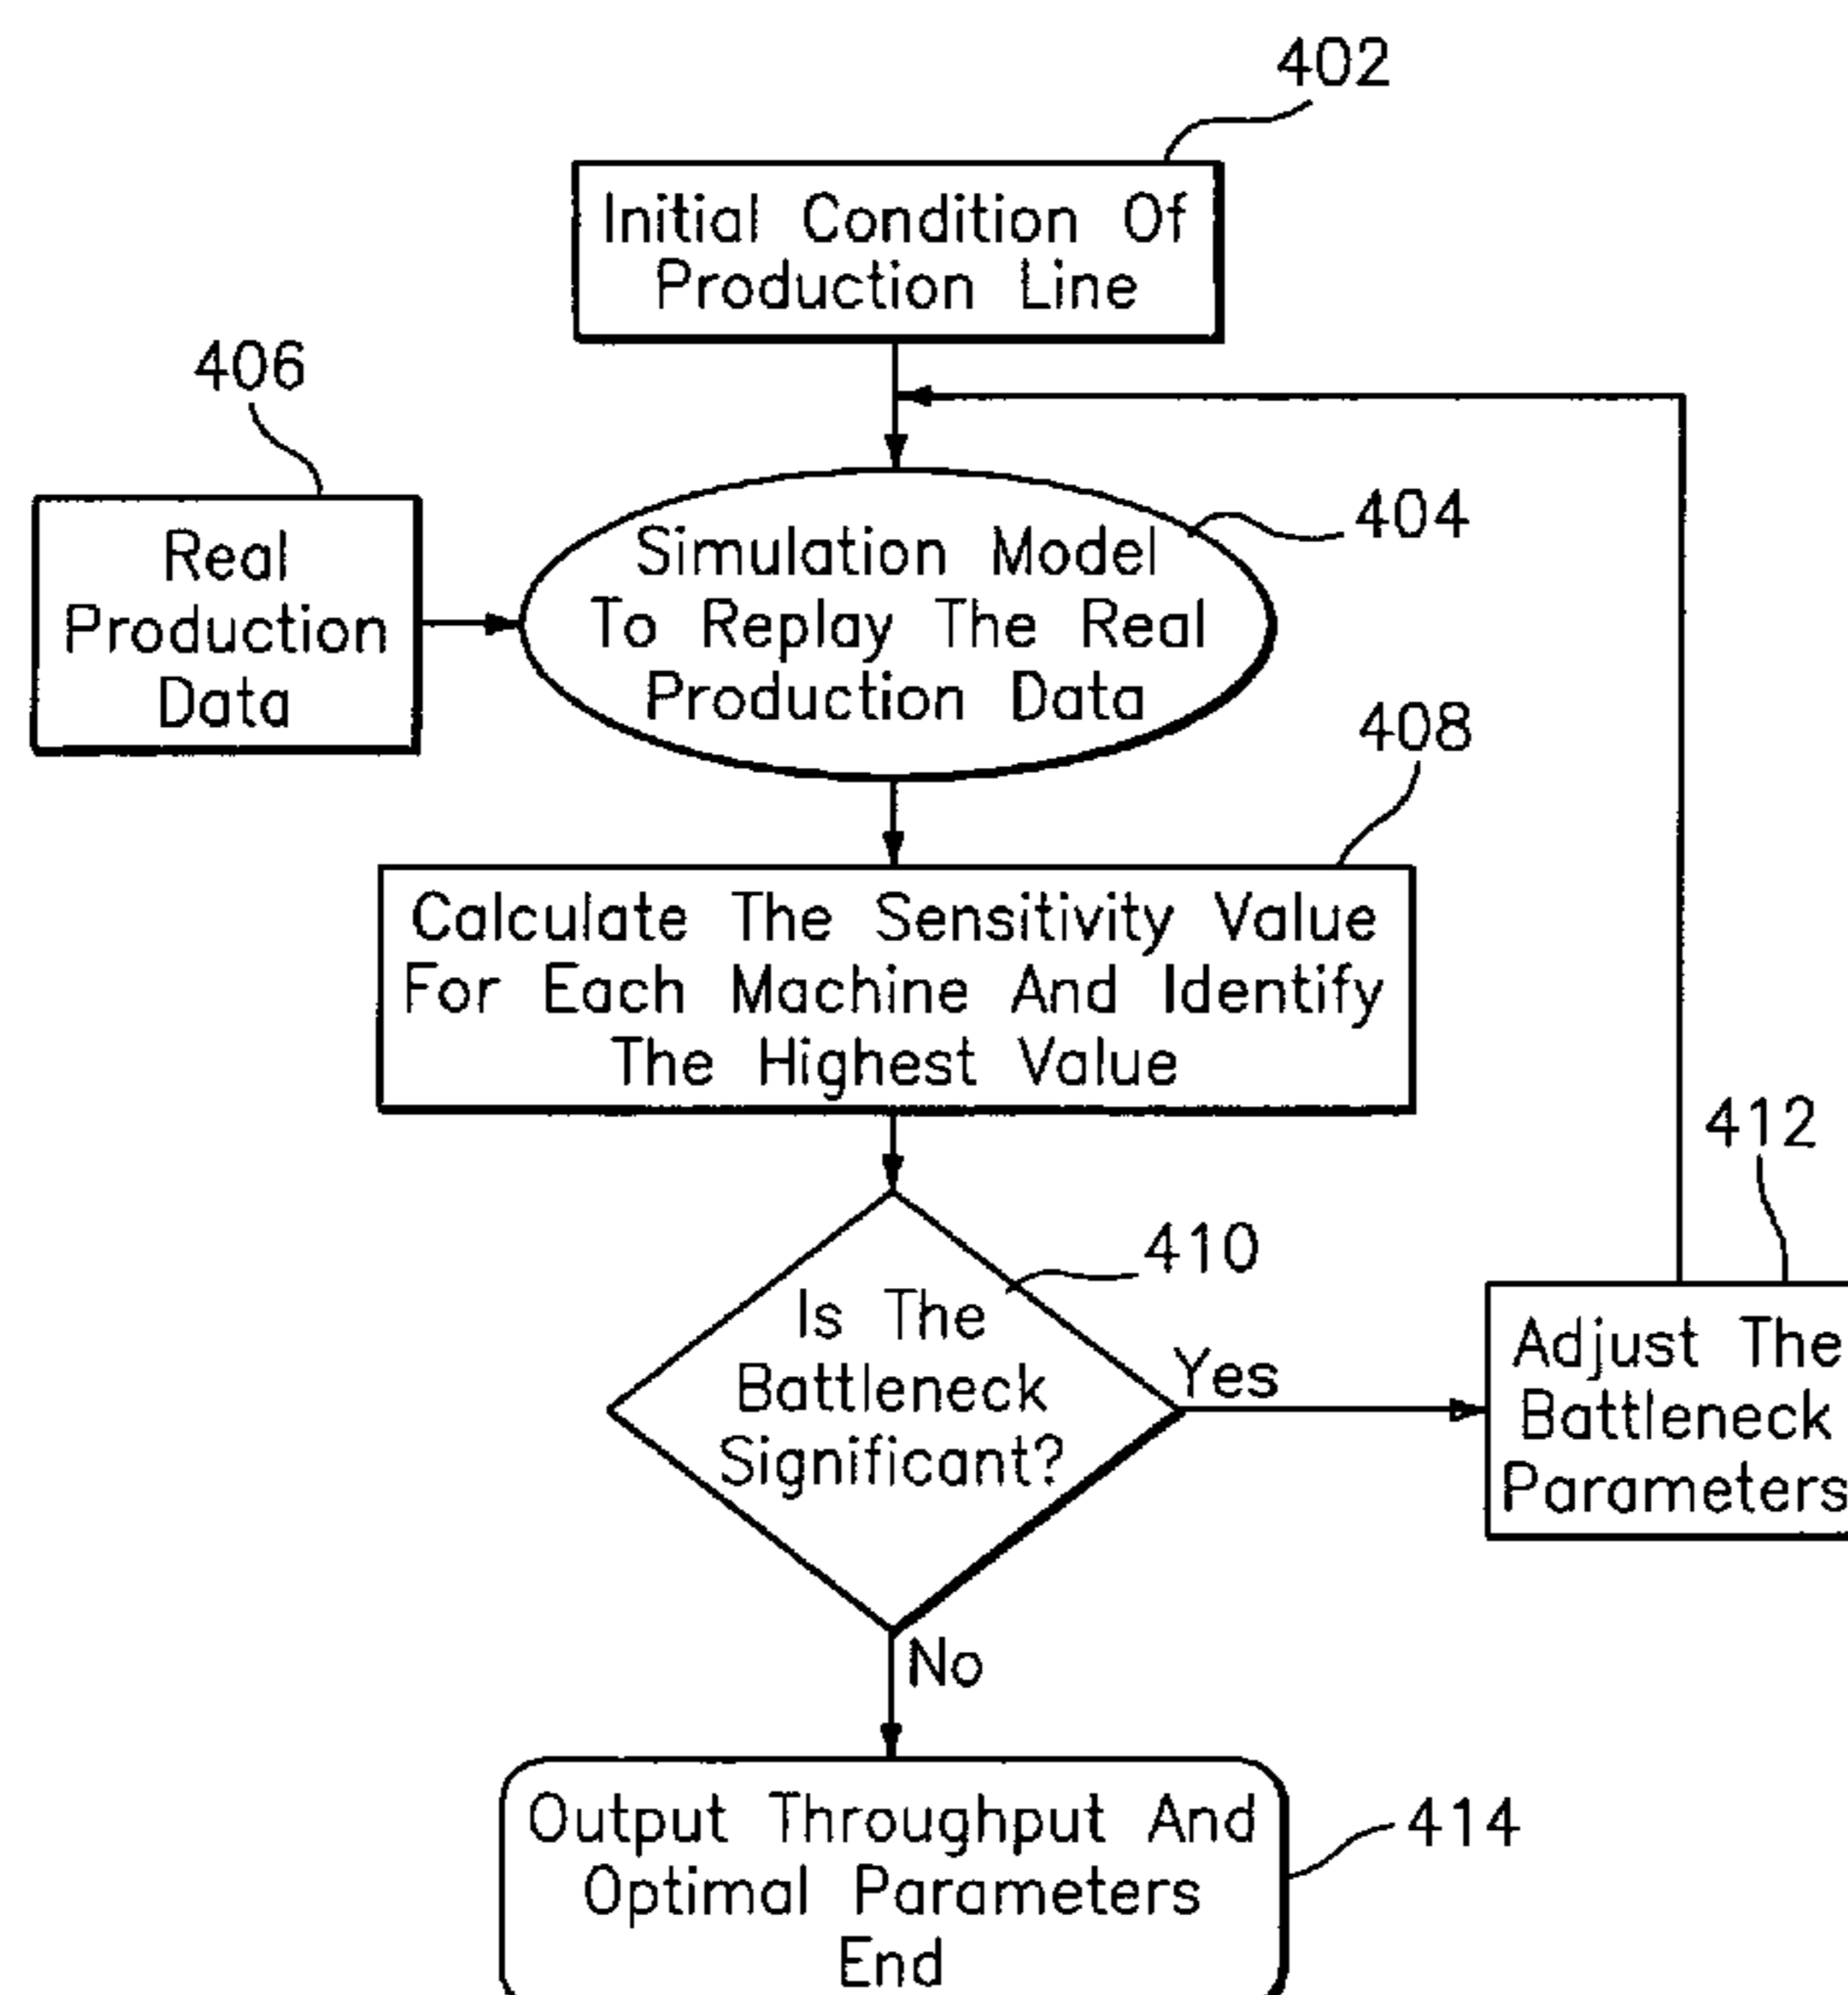 402
Initial Condition Of
Production Line
406
Real
Production
Data
404
Simulation Model
To Replay The Real
Production Data
408
Calculate The Sensitivity Value
For Each Machine And Identify
The Highest Value
410
Is The
Battleneck
Significant?
Yes
412
Adjust The
Battleneck
Parameters
No
Output Throughput And
Optimal Parameters
End
414